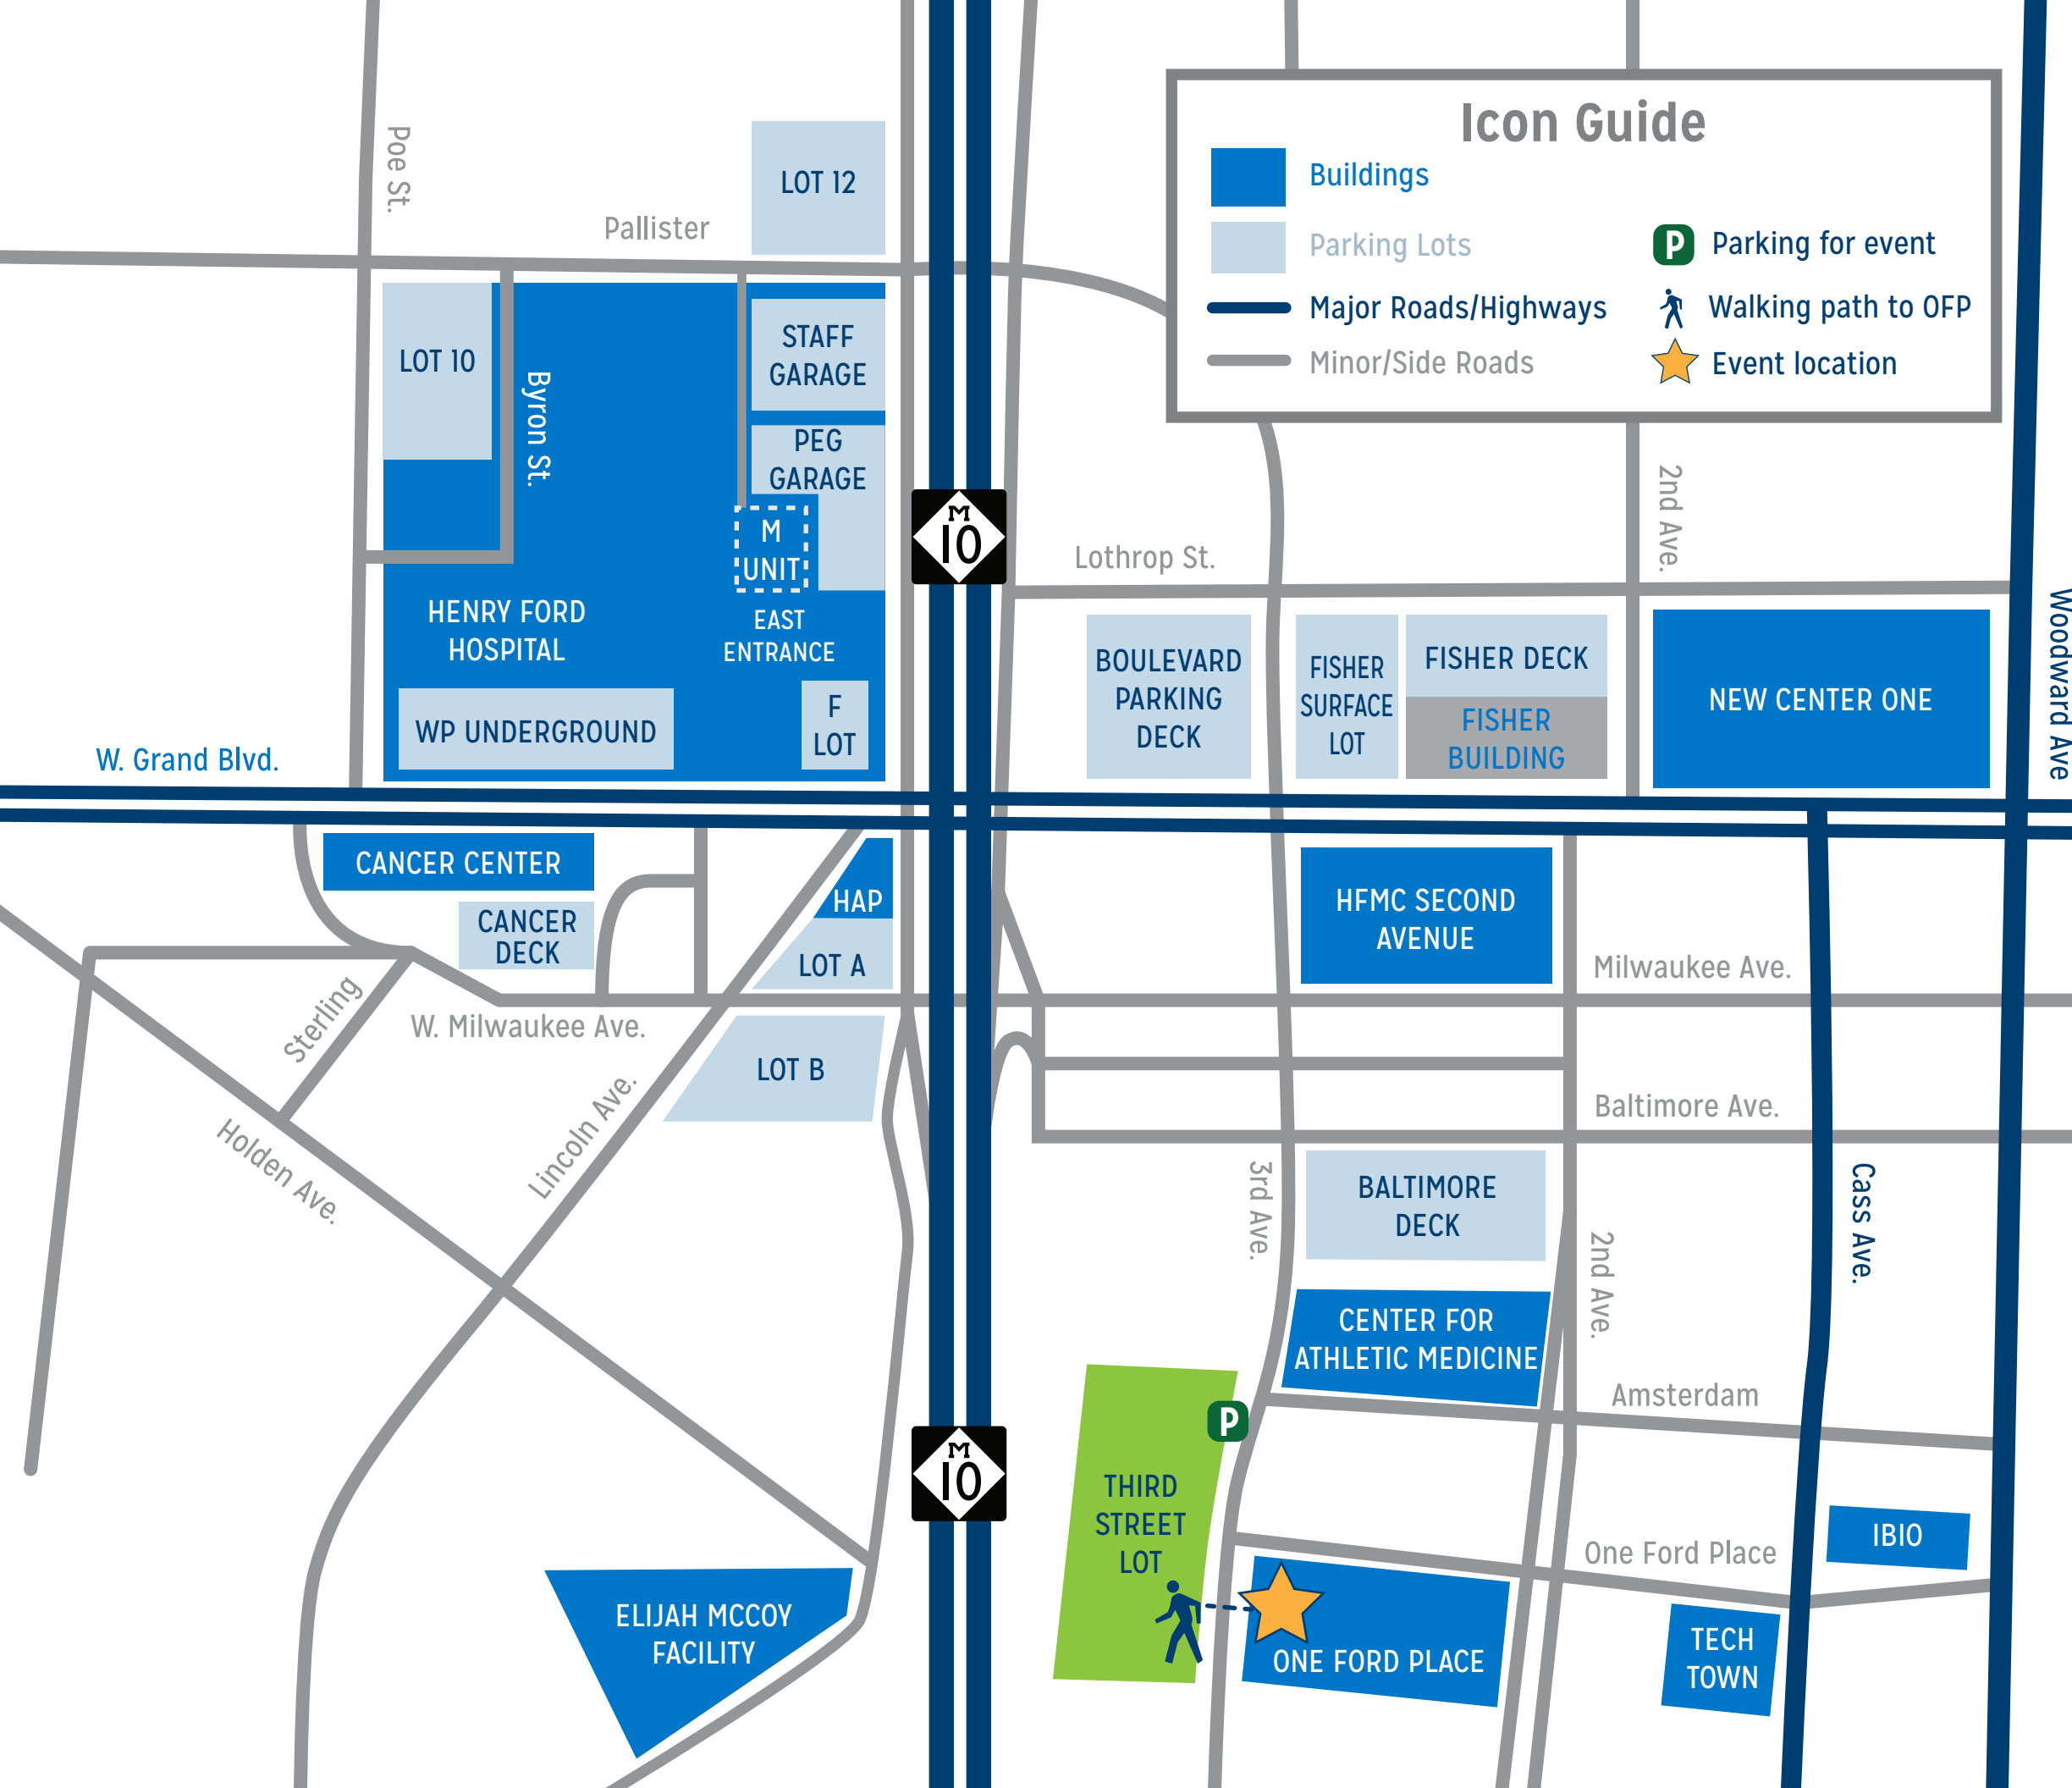 Icon Guide
Buildings
Parking Lots
Major Roads/Highways
Minor/Side Roads
P
Parking for event
Walking path to OFP
Event location
Poe St.
Pallister
LOT 12
LOT 10
Byron St.
STAFF
GARAGE
PEG
GARAGE
M
UNIT
EAST
ENTRANCE
HENRY FORD
HOSPITAL
WP UNDERGROUND
F
LOT
M
10
Lothrop St.
2nd Ave.
Woodward Ave
BOULEVARD
PARKING
DECK
FISHER
SURFACE
LOT
FISHER DECK
FISHER
BUILDING
NEW CENTER ONE
W. Grand Blvd.
CANCER CENTER
CANCER
DECK
HAP
LOT A
LOT B
HFMC SECOND
AVENUE
Milwaukee Ave.
Sterling
W. Milwaukee Ave.
Holden Ave.
Lincoln Ave.
Baltimore Ave.
3rd Ave.
BALTIMORE
DECK
2nd Ave.
Cass Ave.
CENTER FOR
ATHLETIC MEDICINE
Amsterdam
P
M
10
THIRD
STREET
LOT
One Ford Place
IBIO
ELIJAH MCCOY
FACILITY
ONE FORD PLACE
TECH
TOWN